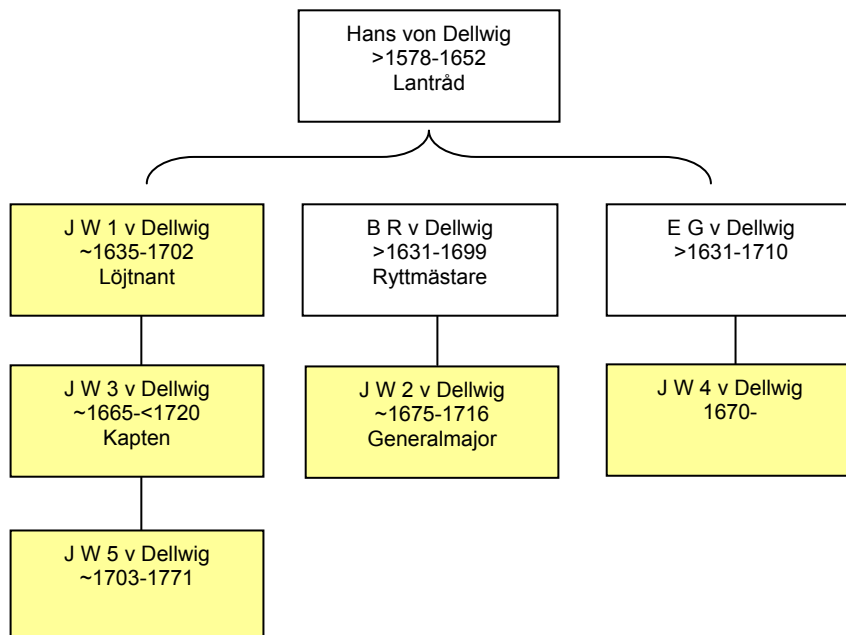 Hans von Dellwig
>1578-1652
Lantråd
J W 1 v Dellwig
~1635-1702
Löjtnant
B R v Dellwig
>1631-1699
Ryttmästare
E G v Dellwig
>1631-1710
J W 3 v Dellwig
~1665-<1720
Kapten
J W 2 v Dellwig
~1675-1716
Generalmajor
J W 4 v Dellwig
1670-
J W 5 v Dellwig
~1703-1771